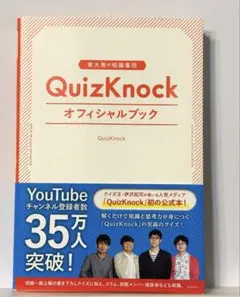 東大発の知識集団
QuizKnock
オフィシャルブック
QuizKnock
YouTube
チャンネル登録者数
35万人
突破!
クイズ王・伊沢拓司が率いる人気メディア
「QuizKnock」初の公式本!
解くだけで知識と思考力が身につく
「QuizKnock」の至極のクイズ!